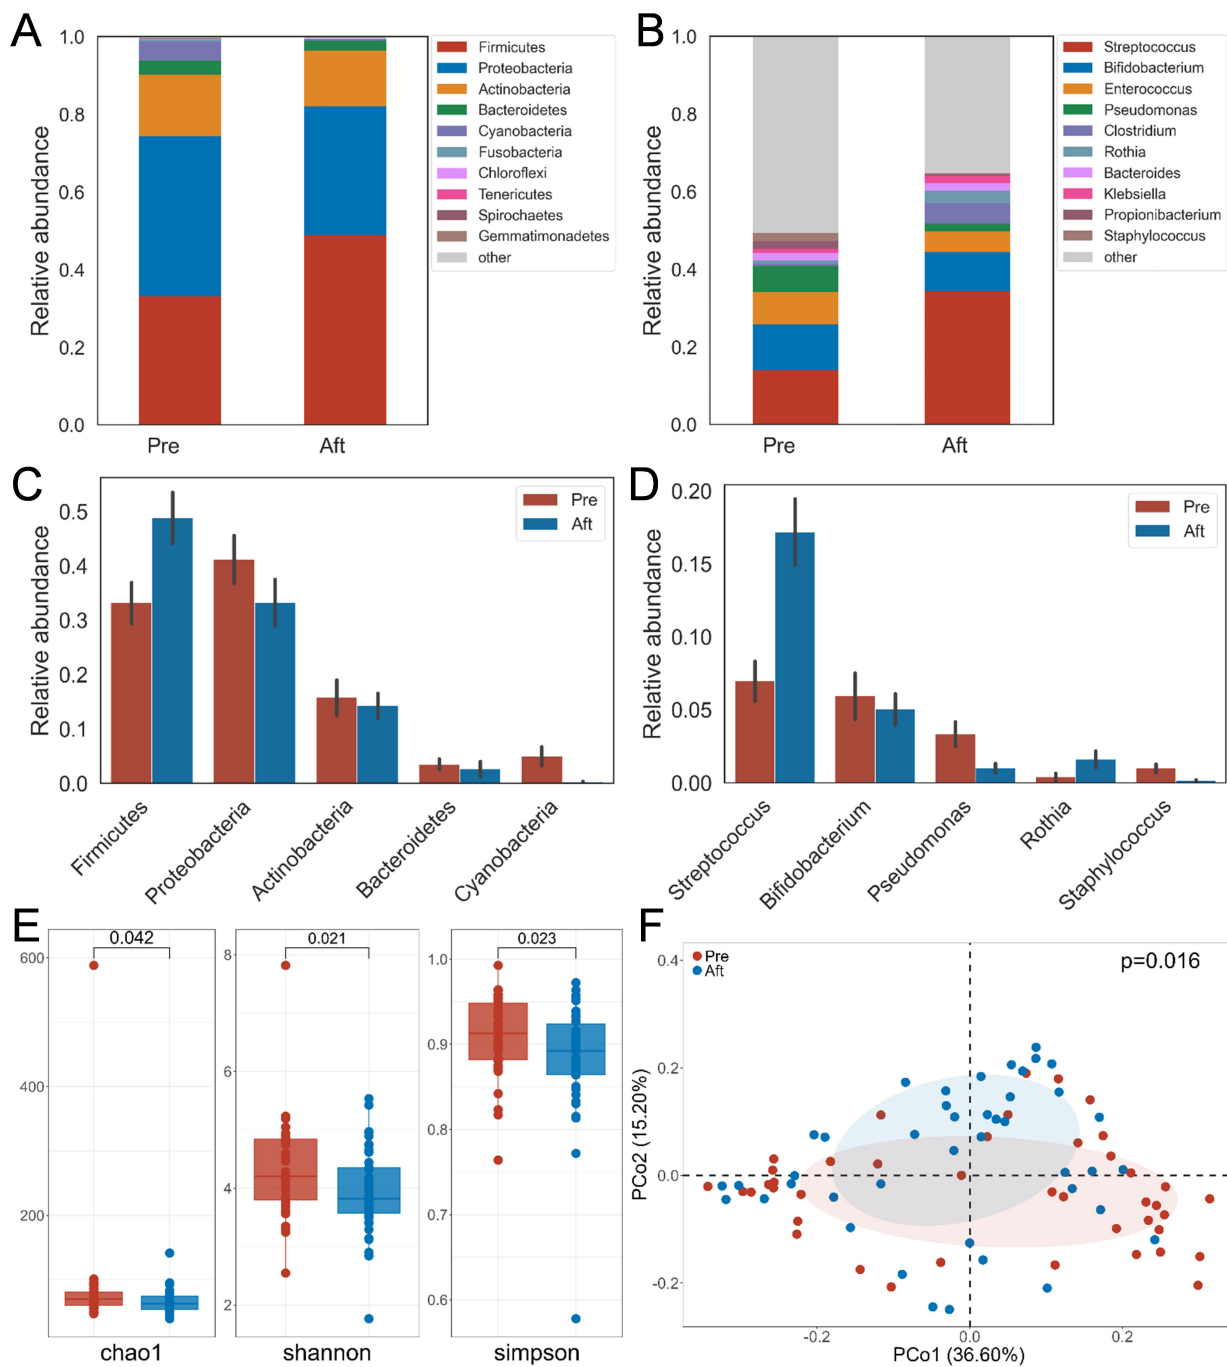 A
Relative abundance
1.0
0.8
0.6
0.4
0.2
0.0
Pre
Aft
Firmicutes
Proteobacteria
Actinobacteria
Bacteroidetes
Cyanobacteria
Fusobacteria
Chloroflexi
Tenericutes
Spirochaetes
Gemmatimonadetes
other
B
Relative abundance
1.0
0.8
0.6
0.4
0.2
0.0
Pre
Aft
Streptococcus
Bifidobacterium
Enterococcus
Pseudomonas
Clostridium
Rothia
Bacteroides
Klebsiella
Propionibacterium
Staphylococcus
other
C
Relative abundance
0.5
0.4
0.3
0.2
0.1
0.0
Pre
Aft
Firmicutes
Proteobacteria
Actinobacteria
Bacteroidetes
Cyanobacteria
D
Relative abundance
0.20
0.15
0.10
0.05
0.00
Pre
Aft
Streptococcus
Bifidobacterium
Pseudomonas
Rothia
Staphylococcus
E
0.042
600
400
200
chao1
0.021
8
6
4
2
shannon
0.023
1.0
0.9
0.8
0.7
0.6
simpson
F
Pre
Aft
p=0.016
PCo2 (15.20%)
0.4
0.2
0.0
-0.2
-0.2
0.0
0.2
PCo1 (36.60%)